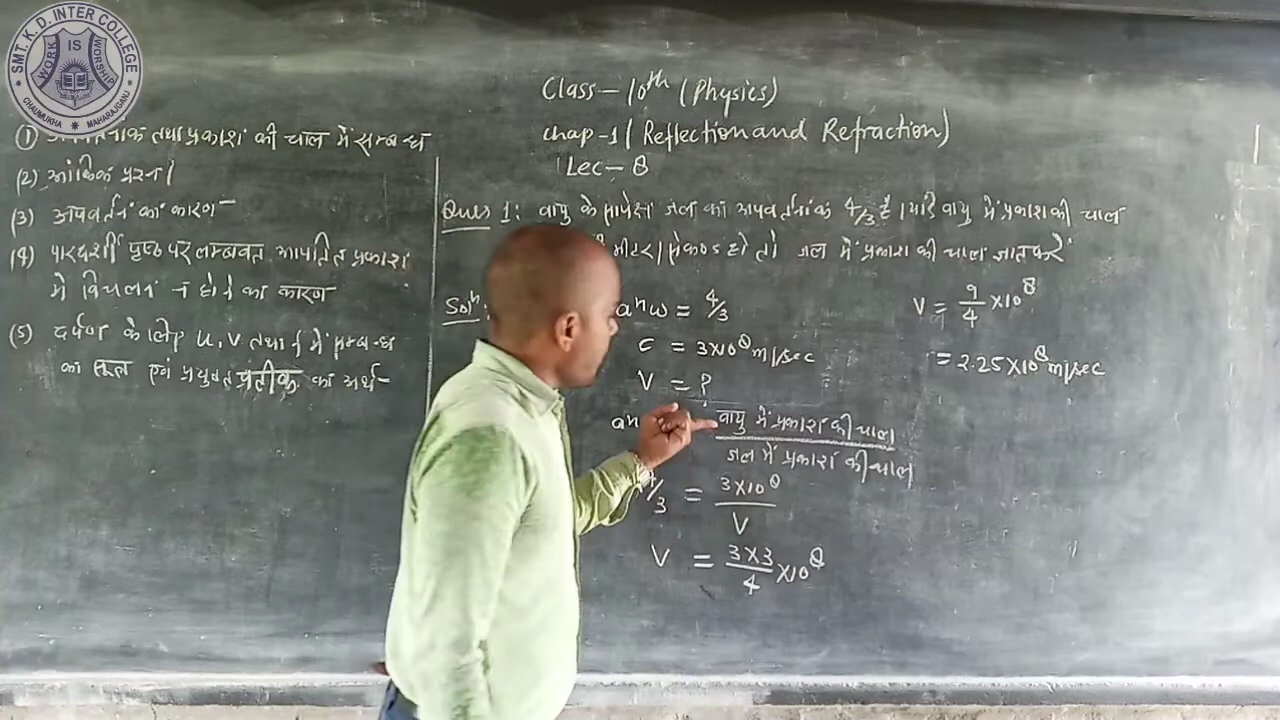 SMT. K. D. INTER COLLEGE
WORK IS WORSHIP
CHAUMUKHA MAHARAJGANJ
Class – 10th (Physics)
Chap -1 ( Reflection and Refraction)
Lec – 8
(1) तथा प्रकाश की चाल में सम्बन्ध
(2) आंकिक प्रश्न।
(3) अपवर्तन का कारण –
(4) पारदर्शी पृष्ठ पर लम्बवत आपतित प्रकाश
में विचलन न होने का कारण
(5) दर्पण के लिए u, v तथा f में सम्बन्ध
का एवं प्रयुक्त प्रतीक का अर्थ –
Ques 1: वायु के सापेक्ष जल का अपवर्तनांक 4/3 है। यदि वायु में प्रकाश की चाल
मीटर/सेकण्ड हो तो जल में प्रकाश की चाल ज्ञात करें
Solⁿ: anw = 4/3
c = 3×10⁸ m/sec
V = ?
an वायु में प्रकाश की चाल
जल में प्रकाश की चाल
4/3 = 3×10⁸
V
V = 3×3/4 ×10⁸
V = 9/4 ×10⁸
= 2.25×10⁸ m/sec